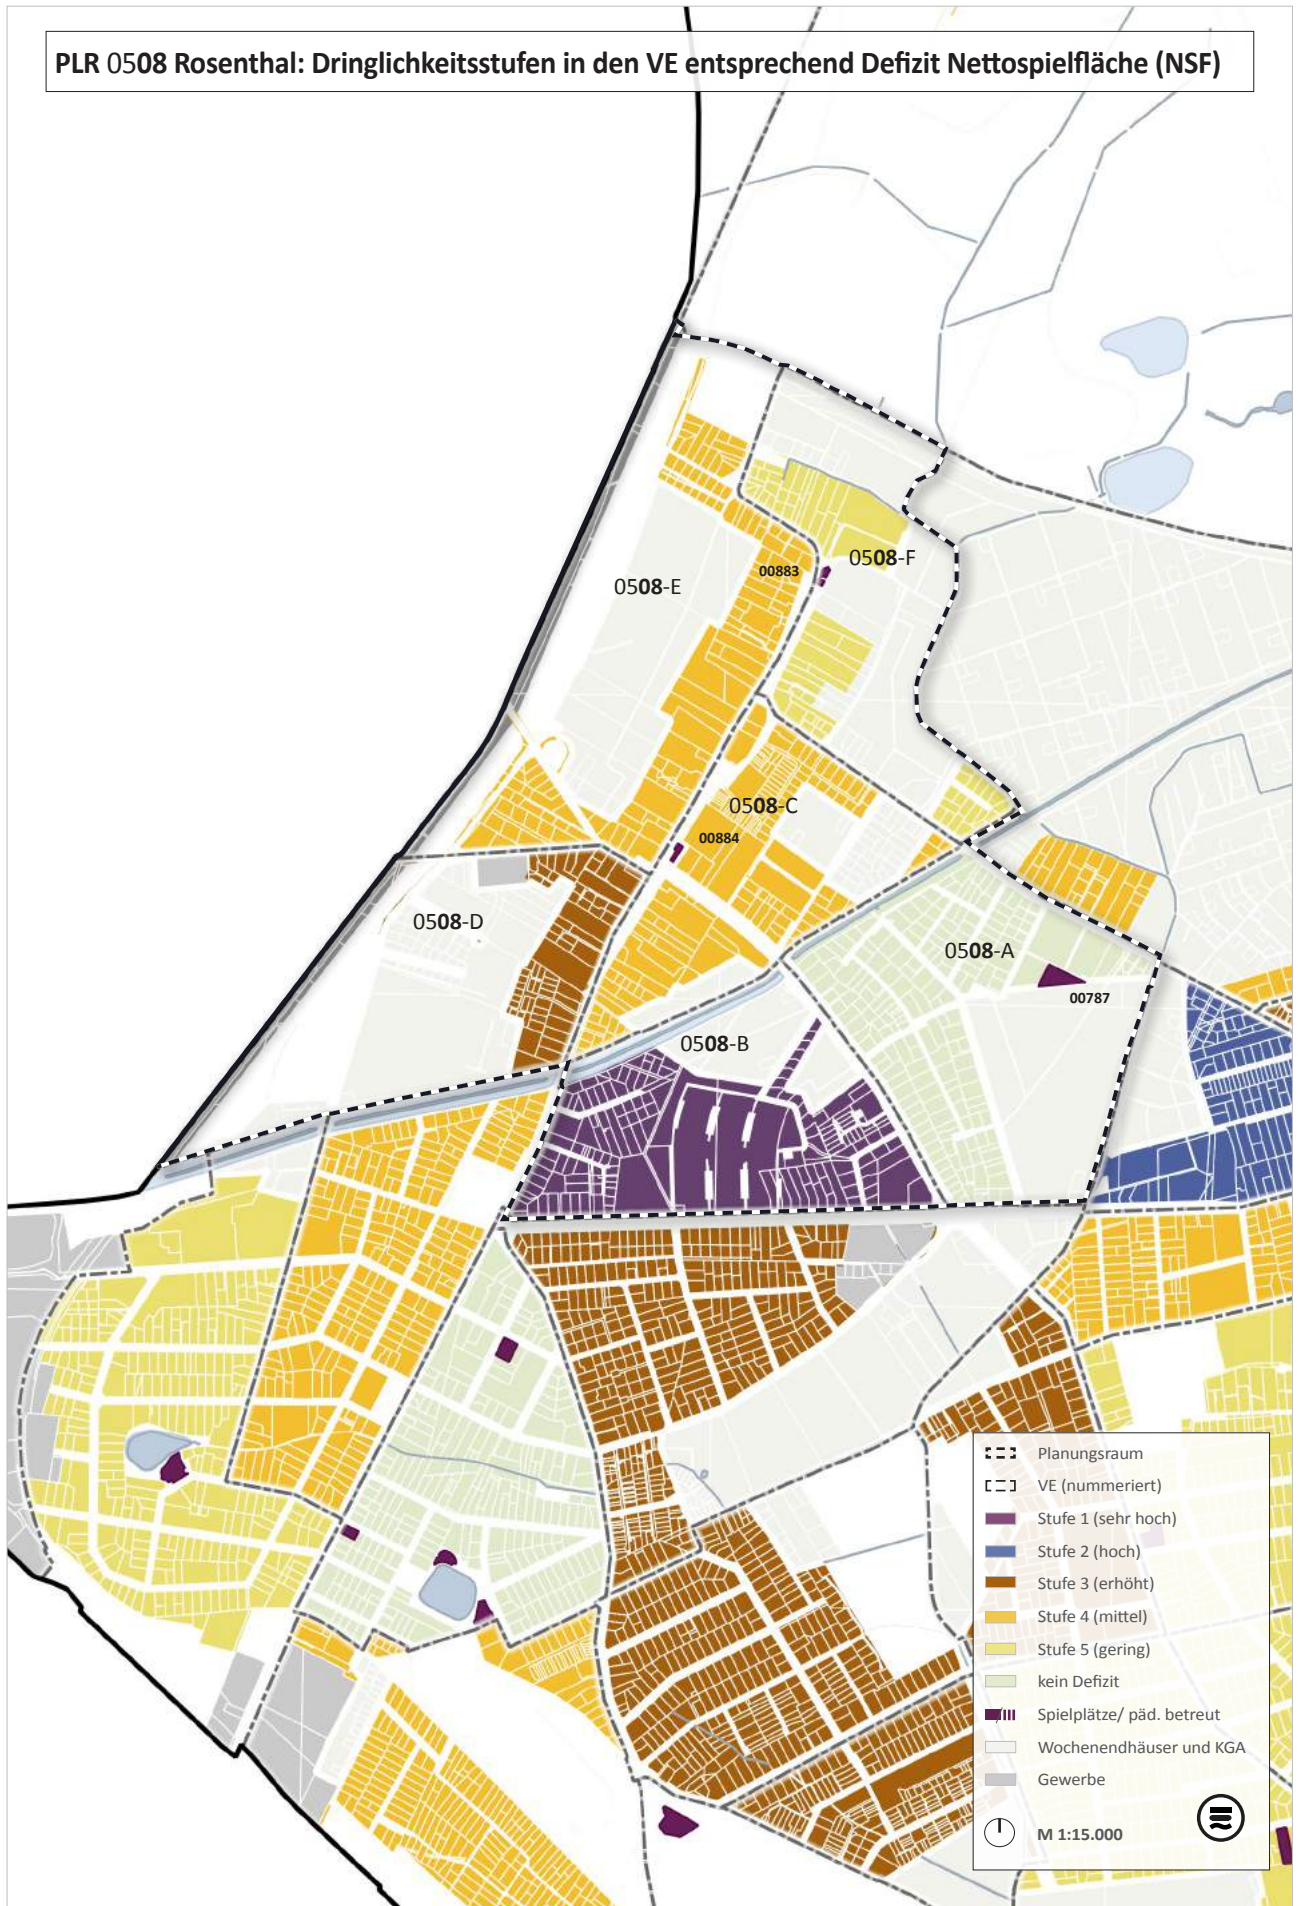 PLR 0508 Rosenthal: Dringlichkeitsstufen in den VE entsprechend Defizit Nettospielfläche (NSF)
0508-F
00883
0508-E
0508-C
00884
0508-D
0508-A
00787
0508-B
Planungsraum
VE (nummeriert)
Stufe 1 (sehr hoch)
Stufe 2 (hoch)
Stufe 3 (erhöht)
Stufe 4 (mittel)
Stufe 5 (gering)
kein Defizit
Spielplätze/ päd. betreut
Wochenendhäuser und KGA
Gewerbe
M 1:15.000